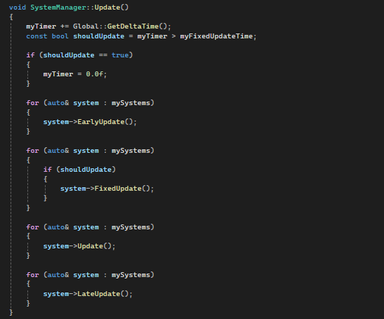 void SystemManager::Update()
{
    myTimer += Global::GetDeltaTime();
    const bool shouldUpdate = myTimer > myFixedUpdateTime;

    if (shouldUpdate == true)
    {
        myTimer = 0.0f;
    }

    for (auto& system : mySystems)
    {
        system->EarlyUpdate();
    }

    for (auto& system : mySystems)
    {
        if (shouldUpdate)
        {
            system->FixedUpdate();
        }
    }

    for (auto& system : mySystems)
    {
        system->Update();
    }

    for (auto& system : mySystems)
    {
        system->LateUpdate();
    }
}